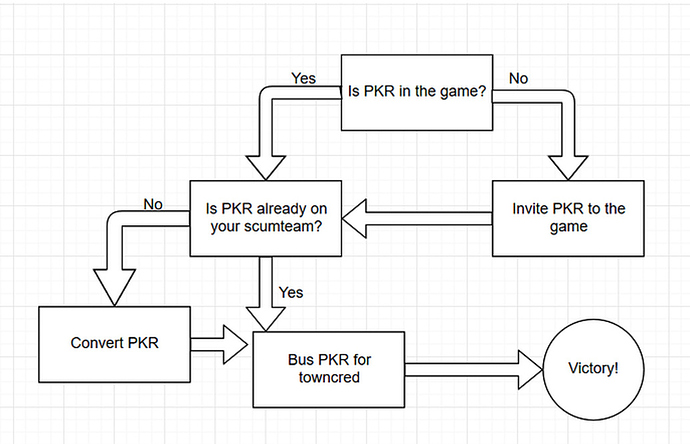 Is PKR in the game?
Yes
No
Is PKR already on
your scumteam?
Invite PKR to the
game
No
Yes
Convert PKR
Bus PKR for
towncred
Victory!